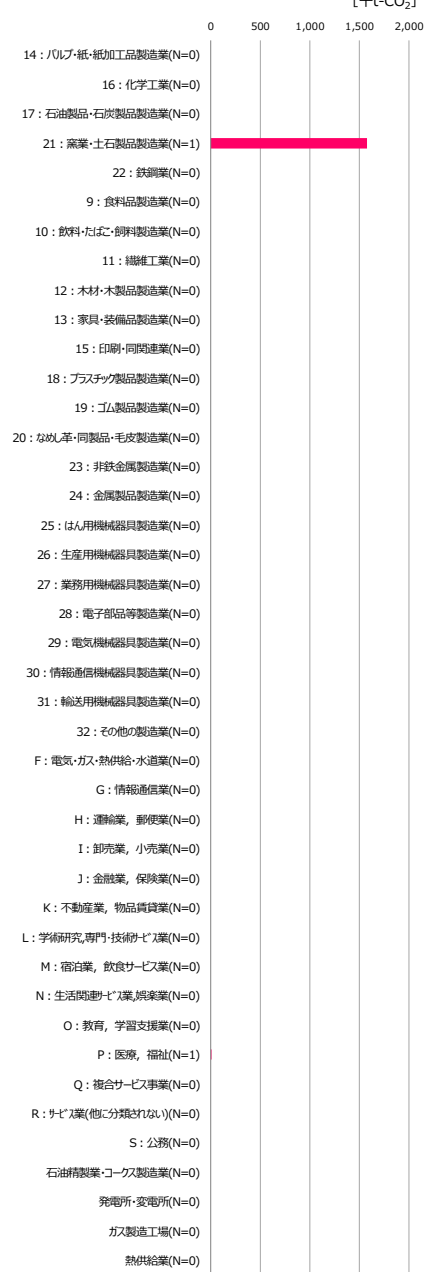 [千t-CO₂]
0 500 1,000 1,500 2,000
14：パルプ・紙・紙加工品製造業(N=0)
16：化学工業(N=0)
17：石油製品・石炭製品製造業(N=0)
21：窯業・土石製品製造業(N=1)
22：鉄鋼業(N=0)
9：食料品製造業(N=0)
10：飲料・たばこ・飼料製造業(N=0)
11：繊維工業(N=0)
12：木材・木製品製造業(N=0)
13：家具・装備品製造業(N=0)
15：印刷・同関連業(N=0)
18：プラスチック製品製造業(N=0)
19：ゴム製品製造業(N=0)
20：なめし革・同製品・毛皮製造業(N=0)
23：非鉄金属製造業(N=0)
24：金属製品製造業(N=0)
25：はん用機械器具製造業(N=0)
26：生産用機械器具製造業(N=0)
27：業務用機械器具製造業(N=0)
28：電子部品等製造業(N=0)
29：電気機械器具製造業(N=0)
30：情報通信機械器具製造業(N=0)
31：輸送用機械器具製造業(N=0)
32：その他の製造業(N=0)
F：電気・ガス・熱供給・水道業(N=0)
G：情報通信業(N=0)
H：運輸業，郵便業(N=0)
I：卸売業，小売業(N=0)
J：金融業，保険業(N=0)
K：不動産業，物品賃貸業(N=0)
L：学術研究,専門・技術ｻｰﾋﾞｽ業(N=0)
M：宿泊業，飲食サービス業(N=0)
N：生活関連ｻｰﾋﾞｽ業,娯楽業(N=0)
O：教育，学習支援業(N=0)
P：医療，福祉(N=1)
Q：複合サービス事業(N=0)
R：ｻｰﾋﾞｽ業(他に分類されない)(N=0)
S：公務(N=0)
石油精製業・コークス製造業(N=0)
発電所・変電所(N=0)
ガス製造工場(N=0)
熱供給業(N=0)